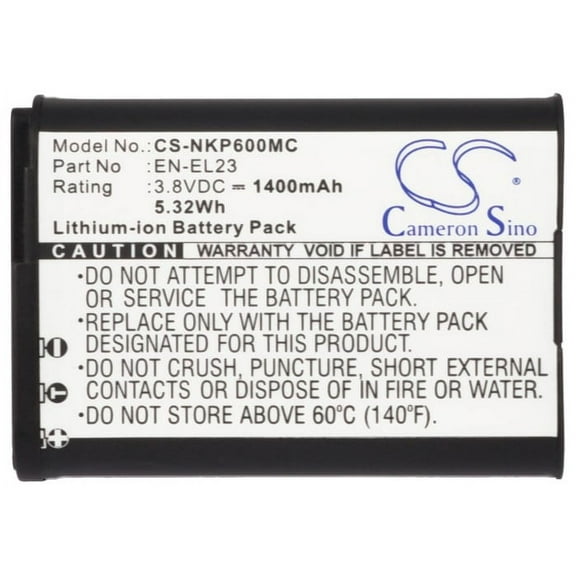 Model No.: CS-NKP600MC
Part No : EN-EL23
Rating : 3.8VDC ⎓ 1400mAh
5.32Wh
Lithium-ion Battery Pack
CS
Cameron Sino
CAUTION WARRANTY VOID IF LABEL IS REMOVED
•DO NOT ATTEMPT TO DISASSEMBLE, OPEN
OR SERVICE THE BATTERY PACK.
•REPLACE ONLY WITH THE BATTERY PACK
DESIGNATED FOR THIS PRODUCT.
•DO NOT CRUSH, PUNCTURE, SHORT EXTERNAL
CONTACTS OR DISPOSE IN FIRE OR WATER.
•DO NOT STORE ABOVE 60°C (140°F).